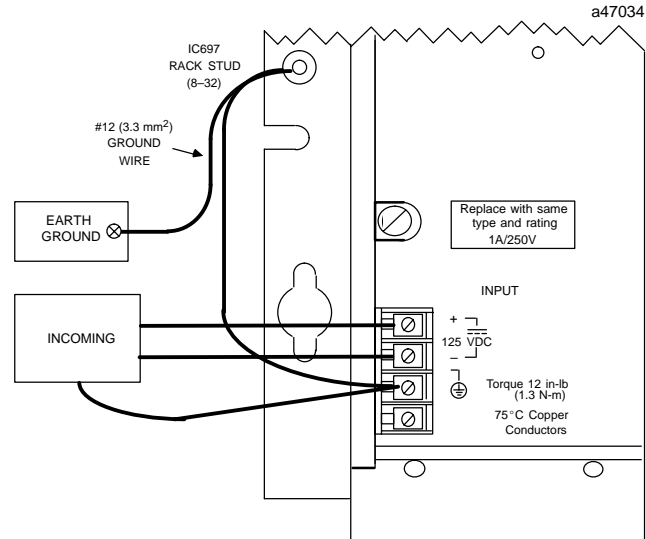 a47034
IC697
RACK STUD
(8–32)
#12 (3.3 mm²)
GROUND
WIRE
EARTH
GROUND
Replace with same
type and rating
1A/250V
INPUT
INCOMING
+
125 VDC
–
Torque 12 in-lb
(1.3 N-m)
75°C Copper
Conductors